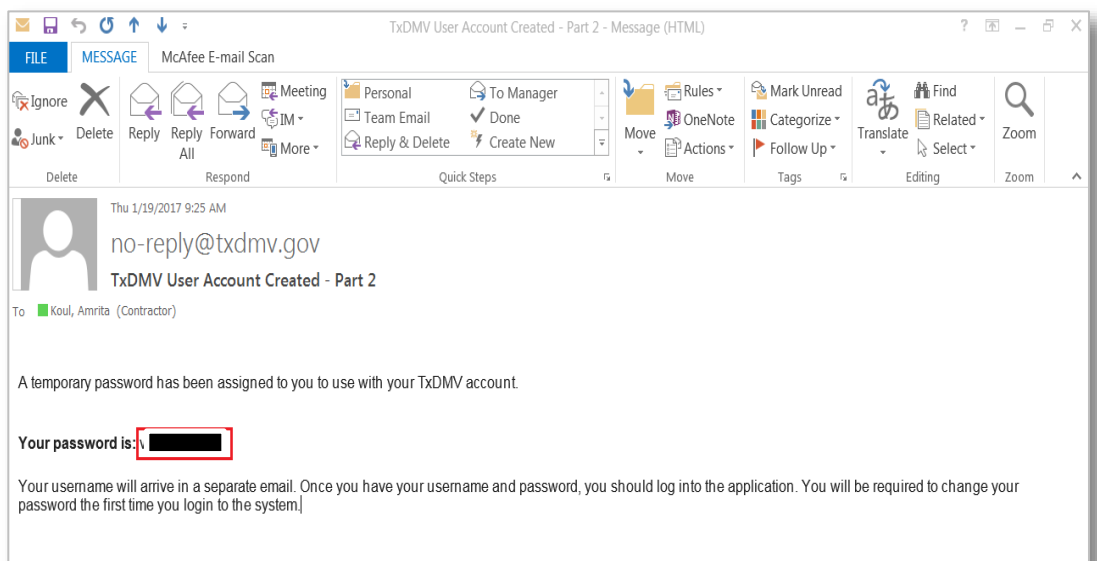 TxDMV User Account Created - Part 2 - Message (HTML)
FILE MESSAGE McAfee E-mail Scan
Ignore
Junk
Delete
Reply
Reply All
Forward
Meeting
IM
More
Personal
Team Email
Reply & Delete
To Manager
Done
Create New
Move
Rules
OneNote
Actions
Mark Unread
Categorize
Follow Up
Translate
Find
Related
Select
Zoom
Delete Respond Quick Steps Move Tags Editing Zoom
Thu 1/19/2017 9:25 AM
no-reply@txdmv.gov
TxDMV User Account Created - Part 2
To Koul, Amrita (Contractor)
A temporary password has been assigned to you to use with your TxDMV account.
Your password is:
Your username will arrive in a separate email. Once you have your username and password, you should log into the application. You will be required to change your
password the first time you login to the system.